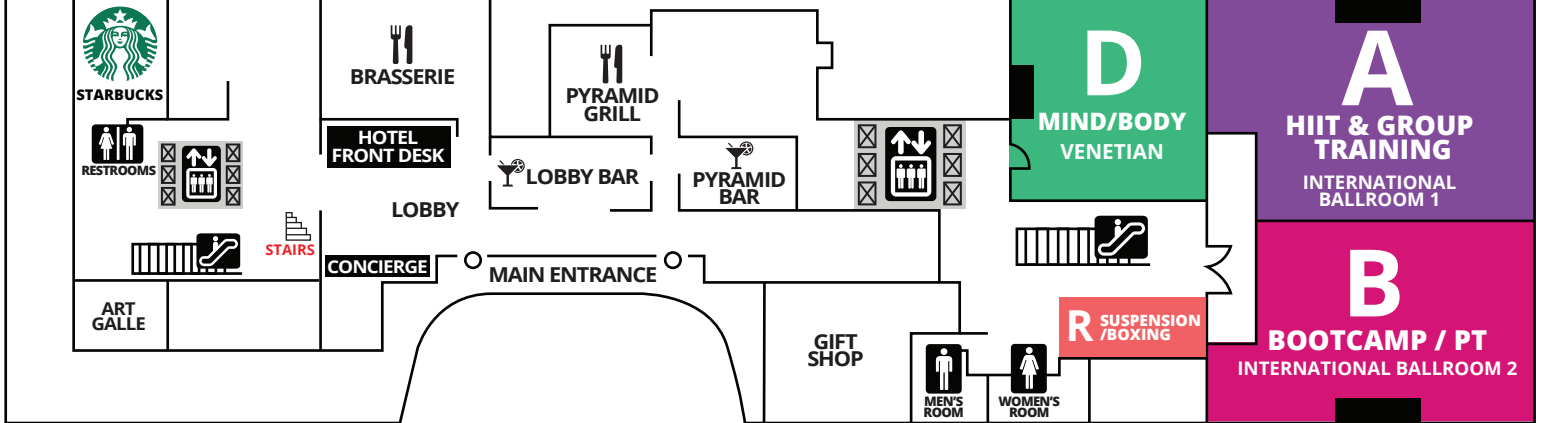 STARBUCKS
RESTROOMS
BRASSERIE
HOTEL
FRONT DESK
LOBBY
STAIRS
CONCIERGE
ART
GALLE
PYRAMID
GRILL
LOBBY BAR
PYRAMID
BAR
MAIN ENTRANCE
GIFT
SHOP
MEN'S
ROOM
WOMEN'S
ROOM
D
MIND/BODY
VENETIAN
R
SUSPENSION
/BOXING
A
HIIT & GROUP
TRAINING
INTERNATIONAL
BALLROOM 1
B
BOOTCAMP / PT
INTERNATIONAL BALLROOM 2